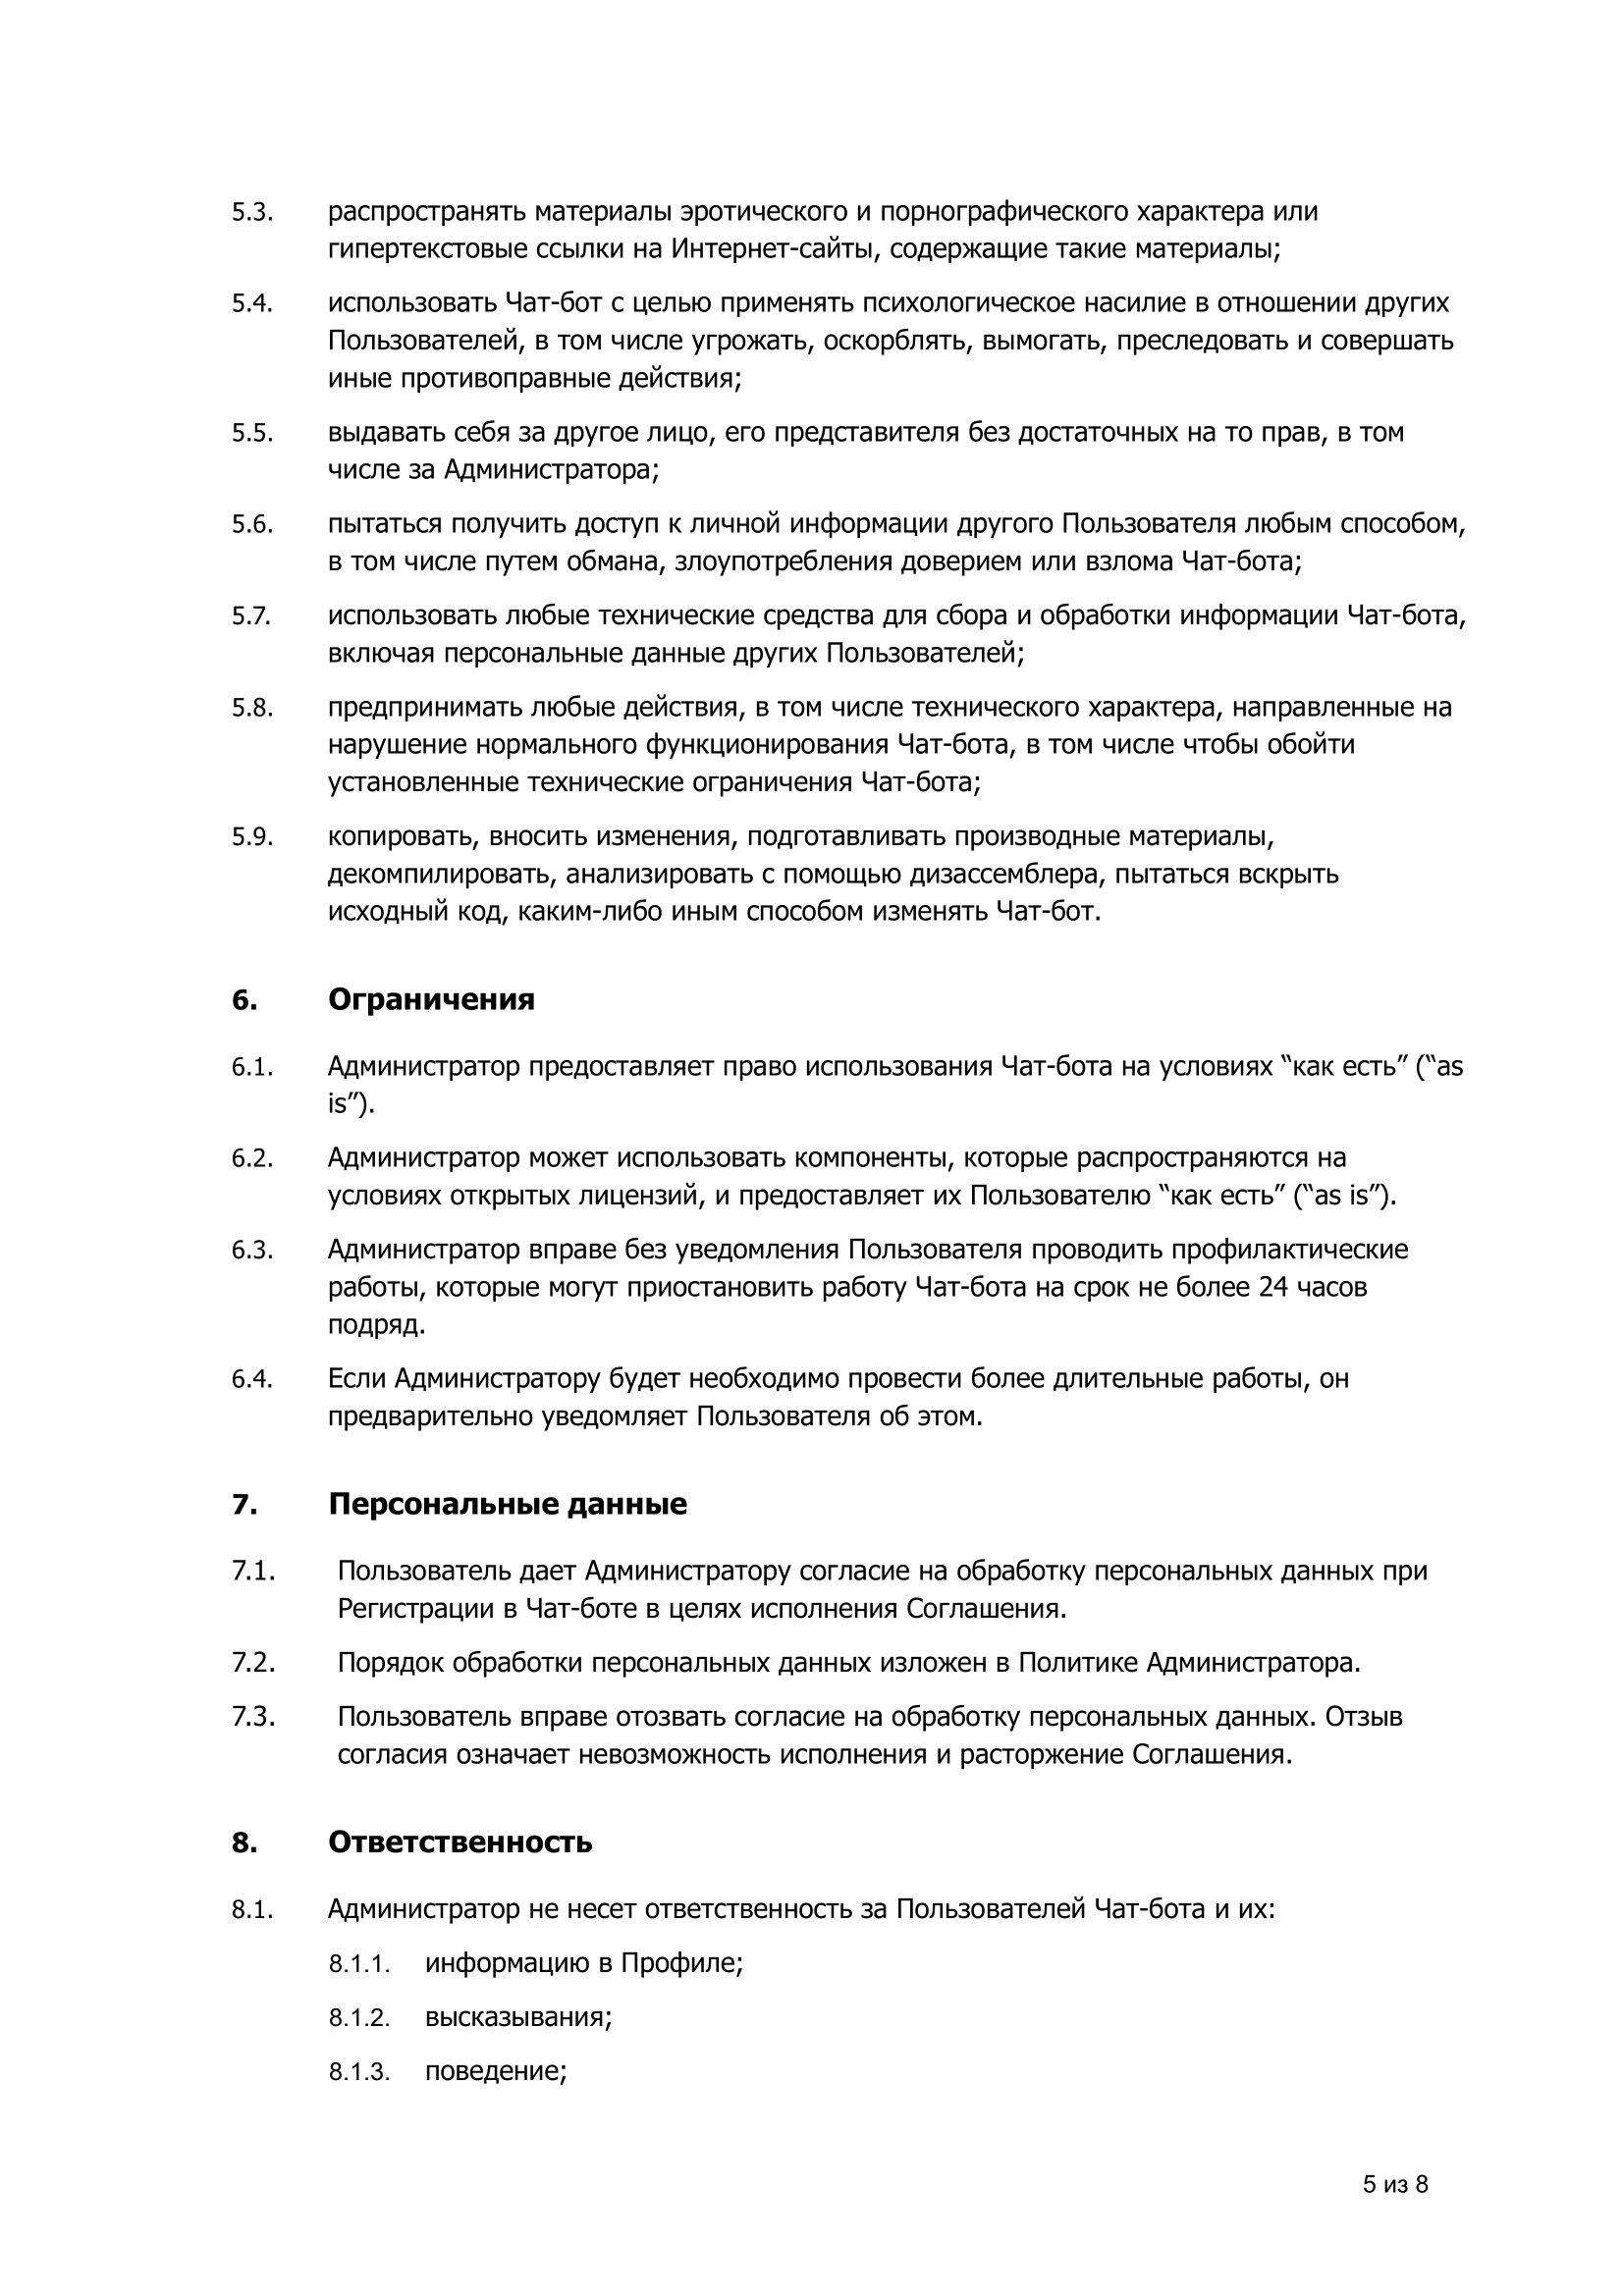 5.3. распространять материалы эротического и порнографического характера или
гипертекстовые ссылки на Интернет-сайты, содержащие такие материалы;
5.4. использовать Чат-бот с целью применять психологическое насилие в отношении других
Пользователей, в том числе угрожать, оскорблять, вымогать, преследовать и совершать
иные противоправные действия;
5.5. выдавать себя за другое лицо, его представителя без достаточных на то прав, в том
числе за Администратора;
5.6. пытаться получить доступ к личной информации другого Пользователя любым способом,
в том числе путем обмана, злоупотребления доверием или взлома Чат-бота;
5.7. использовать любые технические средства для сбора и обработки информации Чат-бота,
включая персональные данные других Пользователей;
5.8. предпринимать любые действия, в том числе технического характера, направленные на
нарушение нормального функционирования Чат-бота, в том числе чтобы обойти
установленные технические ограничения Чат-бота;
5.9. копировать, вносить изменения, подготавливать производные материалы,
декомпилировать, анализировать с помощью дизассемблера, пытаться вскрыть
исходный код, каким-либо иным способом изменять Чат-бот.
6. Ограничения
6.1. Администратор предоставляет право использования Чат-бота на условиях “как есть” (“as
is”).
6.2. Администратор может использовать компоненты, которые распространяются на
условиях открытых лицензий, и предоставляет их Пользователю “как есть” (“as is”).
6.3. Администратор вправе без уведомления Пользователя проводить профилактические
работы, которые могут приостановить работу Чат-бота на срок не более 24 часов
подряд.
6.4. Если Администратору будет необходимо провести более длительные работы, он
предварительно уведомляет Пользователя об этом.
7. Персональные данные
7.1. Пользователь дает Администратору согласие на обработку персональных данных при
Регистрации в Чат-боте в целях исполнения Соглашения.
7.2. Порядок обработки персональных данных изложен в Политике Администратора.
7.3. Пользователь вправе отозвать согласие на обработку персональных данных. Отзыв
согласия означает невозможность исполнения и расторжение Соглашения.
8. Ответственность
8.1. Администратор не несет ответственность за Пользователей Чат-бота и их:
8.1.1. информацию в Профиле;
8.1.2. высказывания;
8.1.3. поведение;
5 из 8